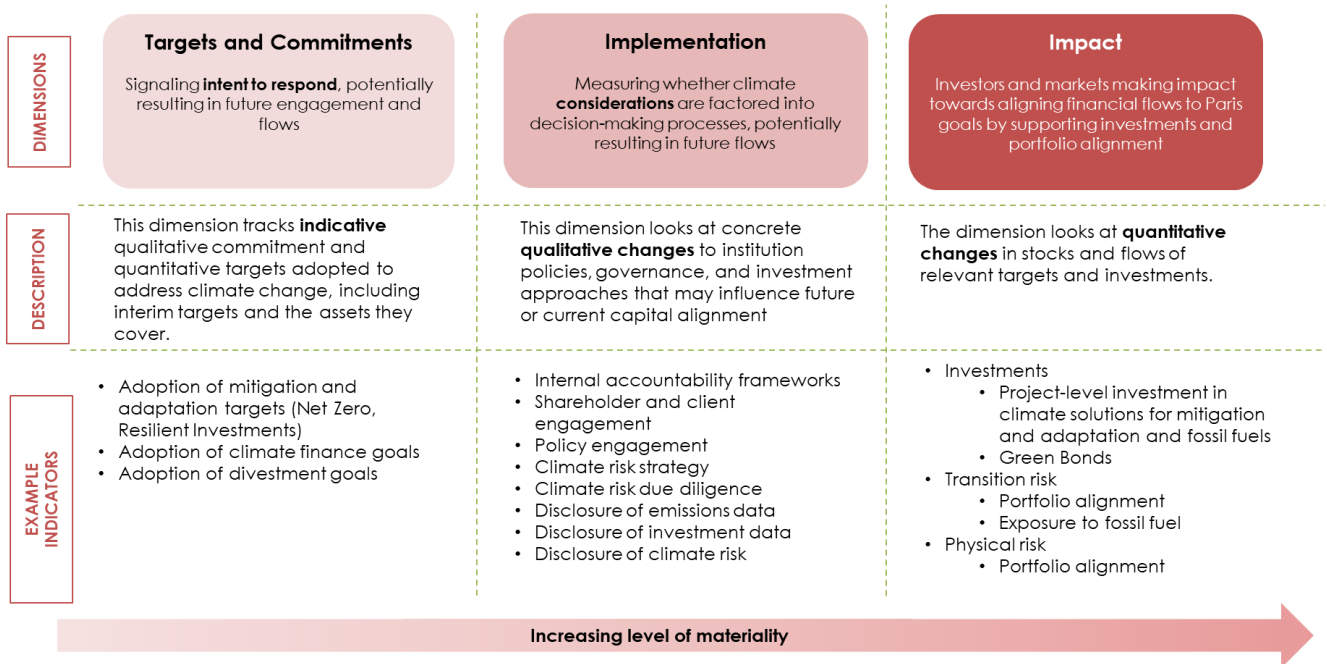 DIMENSIONS
Targets and Commitments
Signaling intent to respond, potentially
resulting in future engagement and
flows
Implementation
Measuring whether climate
considerations are factored into
decision-making processes, potentially
resulting in future flows
Impact
Investors and markets making impact
towards aligning financial flows to Paris
goals by supporting investments and
portfolio alignment
DESCRIPTION
This dimension tracks indicative
qualitative commitment and
quantitative targets adopted to
address climate change, including
interim targets and the assets they
cover.
This dimension looks at concrete
qualitative changes to institution
policies, governance, and investment
approaches that may influence future
or current capital alignment
The dimension looks at quantitative
changes in stocks and flows of
relevant targets and investments.
EXAMPLE
INDICATORS
• Adoption of mitigation and
adaptation targets (Net Zero,
Resilient Investments)
• Adoption of climate finance goals
• Adoption of divestment goals
• Internal accountability frameworks
• Shareholder and client
engagement
• Policy engagement
• Climate risk strategy
• Climate risk due diligence
• Disclosure of emissions data
• Disclosure of investment data
• Disclosure of climate risk
• Investments
• Project-level investment in
climate solutions for mitigation
and adaptation and fossil fuels
• Green Bonds
• Transition risk
• Portfolio alignment
• Exposure to fossil fuel
• Physical risk
• Portfolio alignment
Increasing level of materiality